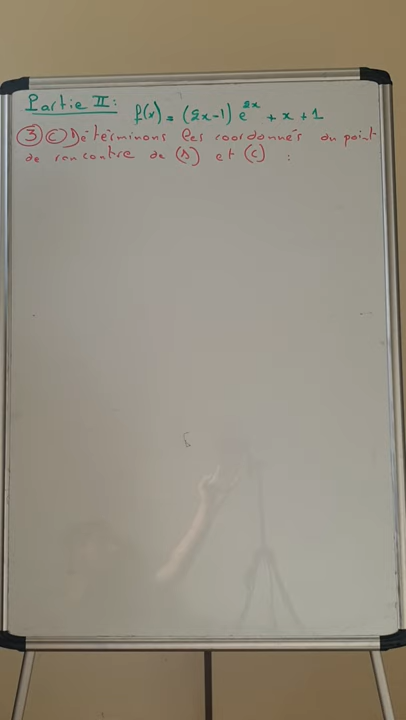 Partie II: f(x) = (2x-1) e^2x + x + 1
③ ⓒ) Déterminons les coordonnés du point
de rencontre de (D) et (C) :